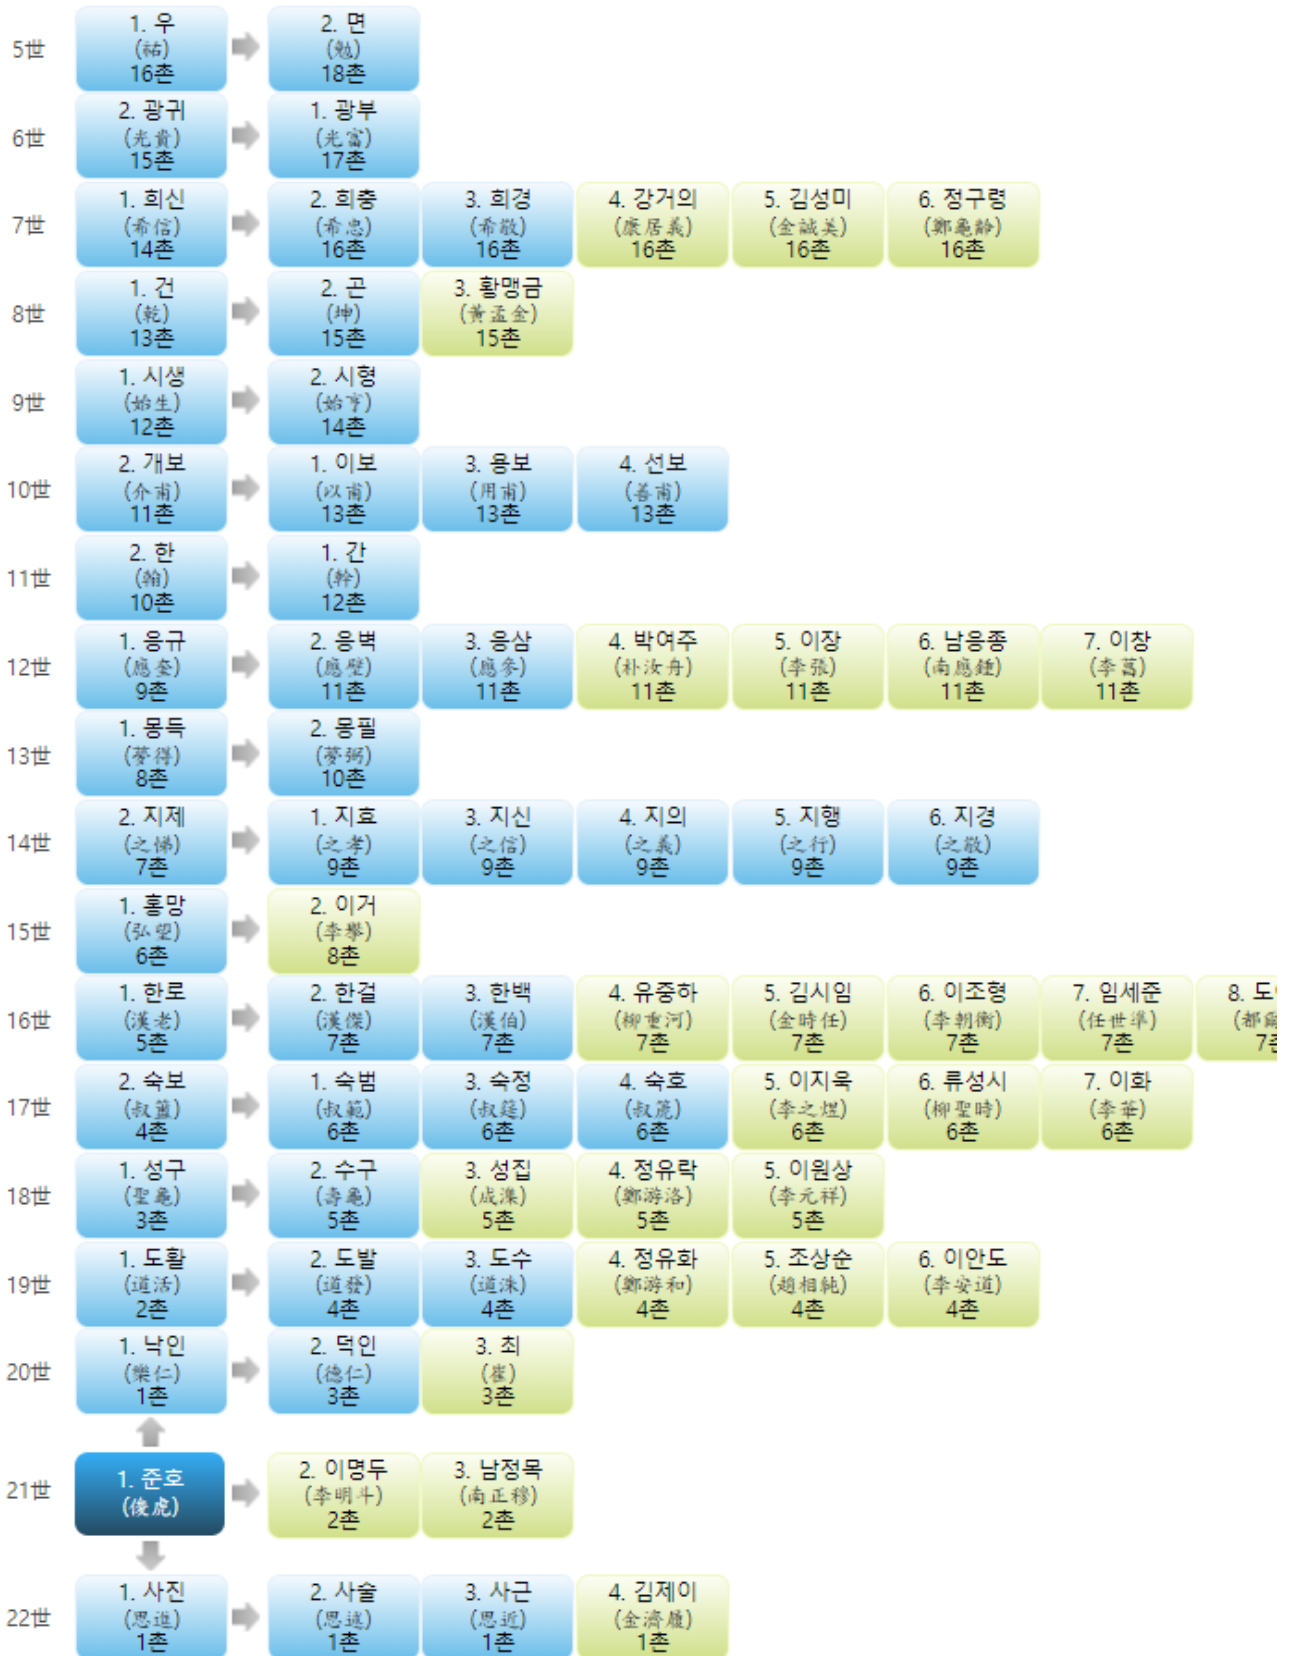 5世
1. 우
(祐)
16촌
2. 면
(勉)
18촌
6世
2. 광귀
(光貴)
15촌
1. 광부
(光富)
17촌
7世
1. 희신
(希信)
14촌
2. 희충
(希忠)
16촌
3. 희경
(希敬)
16촌
4. 강거의
(康居義)
16촌
5. 김성미
(金誠美)
16촌
6. 정구령
(鄭龜齡)
16촌
8世
1. 건
(乾)
13촌
2. 곤
(坤)
15촌
3. 황맹금
(黃孟金)
15촌
9世
1. 시생
(始生)
12촌
2. 시형
(始亨)
14촌
10世
2. 개보
(介甫)
11촌
1. 이보
(以甫)
13촌
3. 용보
(用甫)
13촌
4. 선보
(善甫)
13촌
11世
2. 한
(翰)
10촌
1. 간
(幹)
12촌
12世
1. 응규
(應奎)
9촌
2. 응벽
(應壁)
11촌
3. 응삼
(應參)
11촌
4. 박여주
(朴汝舟)
11촌
5. 이장
(李張)
11촌
6. 남응종
(南應鍾)
11촌
7. 이창
(李菖)
11촌
13世
1. 몽득
(夢得)
8촌
2. 몽필
(夢弼)
10촌
14世
2. 지제
(之悌)
7촌
1. 지효
(之孝)
9촌
3. 지신
(之信)
9촌
4. 지의
(之義)
9촌
5. 지행
(之行)
9촌
6. 지경
(之敬)
9촌
15世
1. 홍망
(弘望)
6촌
2. 이거
(李擧)
8촌
16世
1. 한로
(漢老)
5촌
2. 한걸
(漢傑)
7촌
3. 한백
(漢伯)
7촌
4. 유중하
(柳重河)
7촌
5. 김시임
(金時任)
7촌
6. 이조형
(李朝衡)
7촌
7. 임세준
(任世準)
7촌
8. 도
(都爾
7촌
17世
2. 숙보
(叔簠)
4촌
1. 숙범
(叔範)
6촌
3. 숙정
(叔筳)
6촌
4. 숙호
(叔箎)
6촌
5. 이지욱
(李之煜)
6촌
6. 류성시
(柳聖時)
6촌
7. 이화
(李華)
6촌
18世
1. 성구
(聖龜)
3촌
2. 수구
(壽龜)
5촌
3. 성집
(成潗)
5촌
4. 정유락
(鄭游洛)
5촌
5. 이원상
(李元祥)
5촌
19世
1. 도활
(道活)
2촌
2. 도발
(道發)
4촌
3. 도수
(道洙)
4촌
4. 정유화
(鄭游和)
4촌
5. 조상순
(趙相純)
4촌
6. 이안도
(李安道)
4촌
20世
1. 낙인
(樂仁)
1촌
2. 덕인
(德仁)
3촌
3. 최
(崔)
3촌
21世
1. 준호
(俊虎)
2. 이명두
(李明斗)
2촌
3. 남정목
(南正穆)
2촌
22世
1. 사진
(思進)
1촌
2. 사술
(思述)
1촌
3. 사근
(思近)
1촌
4. 김제이
(金濟履)
1촌